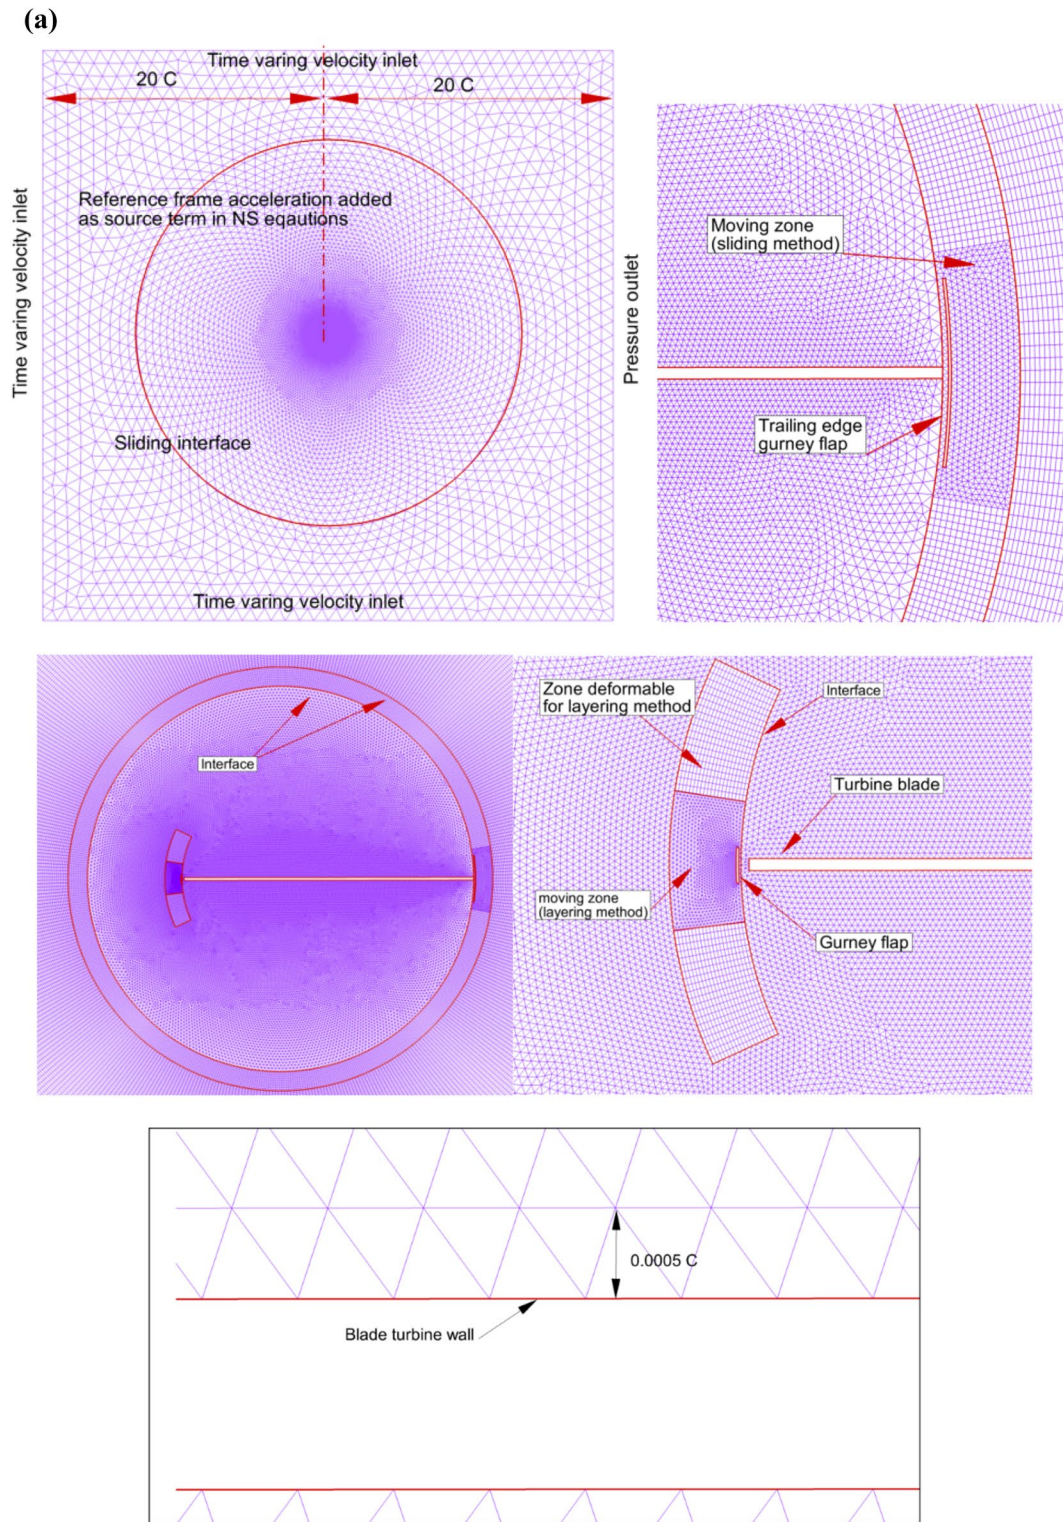 (a)
Time varing velocity inlet
20 C
20 C
Reference frame acceleration added
as source term in NS eqautions
Time varing velocity inlet
Sliding interface
Time varing velocity inlet
Pressure outlet
Moving zone
(sliding method)
Trailing edge
gurney flap
Interface
Zone deformable
for layering method
Interface
Turbine blade
moving zone
(layering method)
Gurney flap
0.0005 C
Blade turbine wall